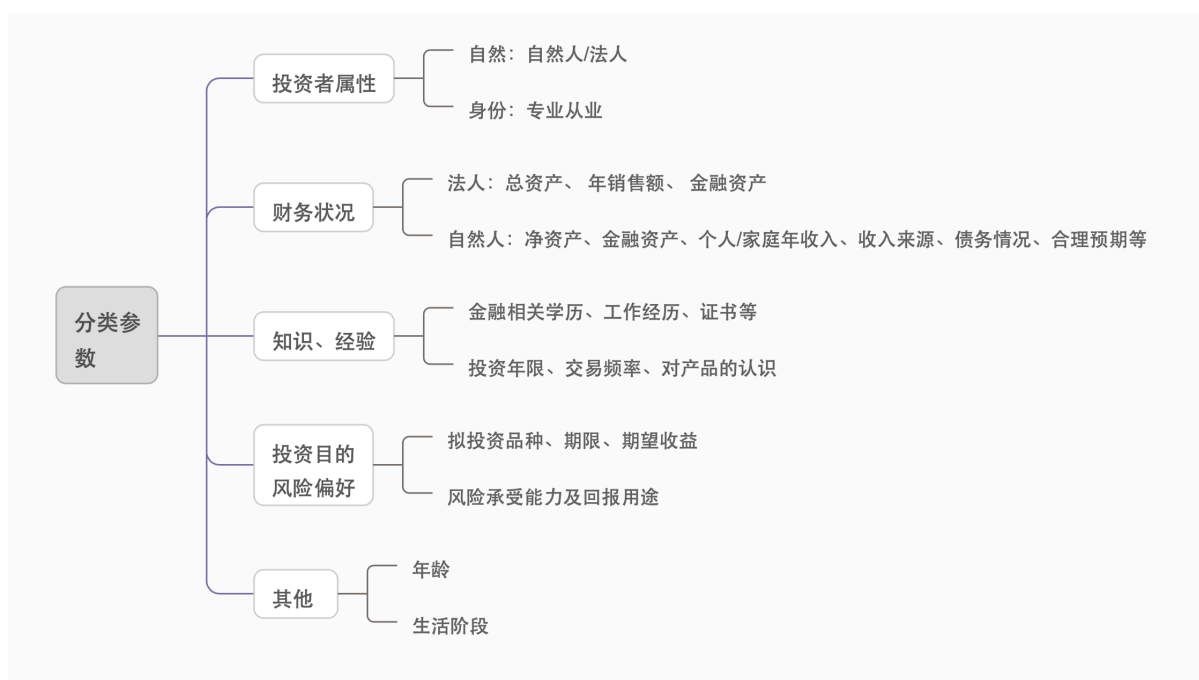 分类参
数
投资者属性
自然：自然人/法人
身份：专业从业
财务状况
法人：总资产、 年销售额、 金融资产
自然人：净资产、金融资产、个人/家庭年收入、收入来源、债务情况、合理预期等
知识、经验
金融相关学历、工作经历、证书等
投资年限、交易频率、对产品的认识
投资目的
风险偏好
拟投资品种、期限、期望收益
风险承受能力及回报用途
其他
年龄
生活阶段